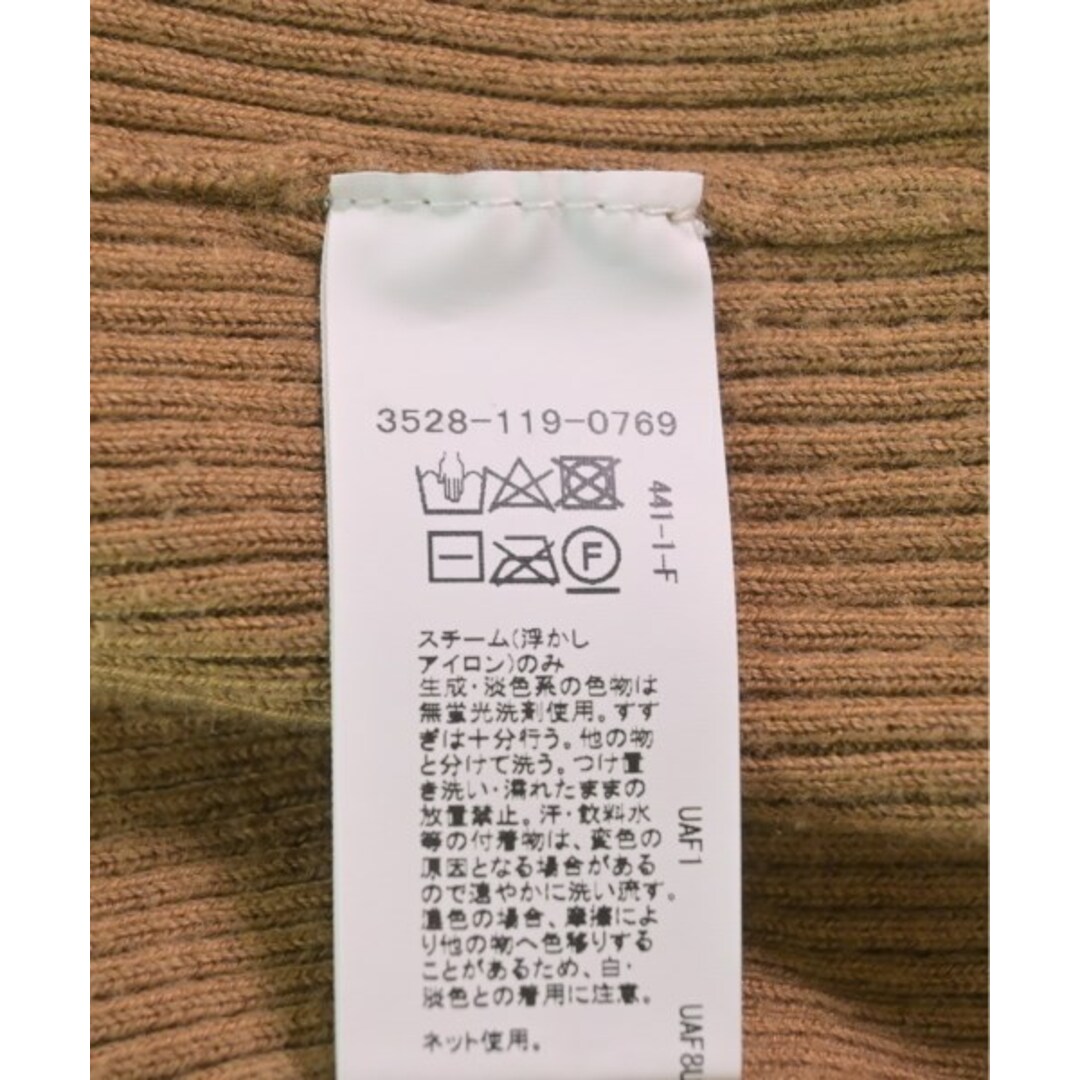 3528-119-0769
441-1-F
F
スチーム(浮かし
アイロン)のみ
生成・淡色系の色物は
無蛍光洗剤使用。すす
ぎは十分行う。他の物
と分けて洗う。つけ置
き洗い・濡れたままの
放置禁止。汗・飲料水
等の付着物は、変色の
原因となる場合がある
ので速やかに洗い流す。
濃色の場合、摩擦によ
り他の物へ色移りする
ことがあるため、白・
淡色との着用に注意。
ネット使用。
UAF1
UAF8U